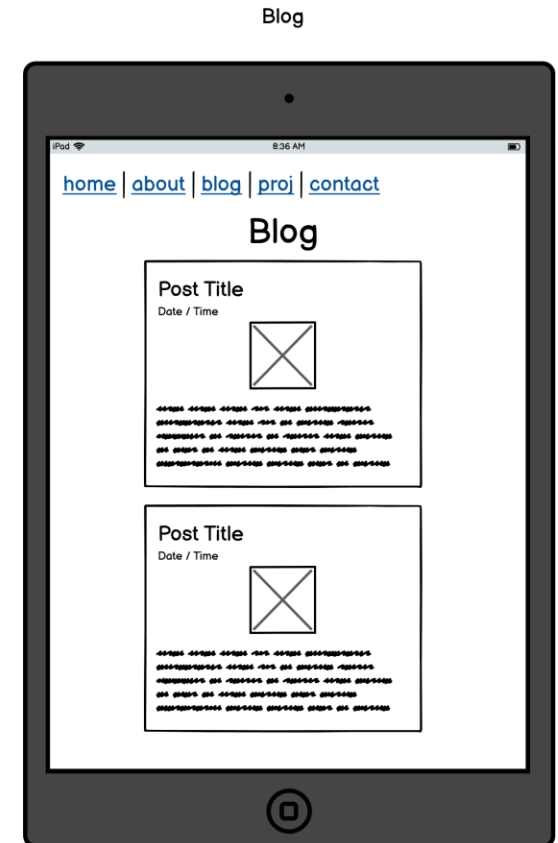 Blog
iPad 8:36 AM
home | about | blog | proj | contact
Blog
Post Title
Date / Time
Post Title
Date / Time